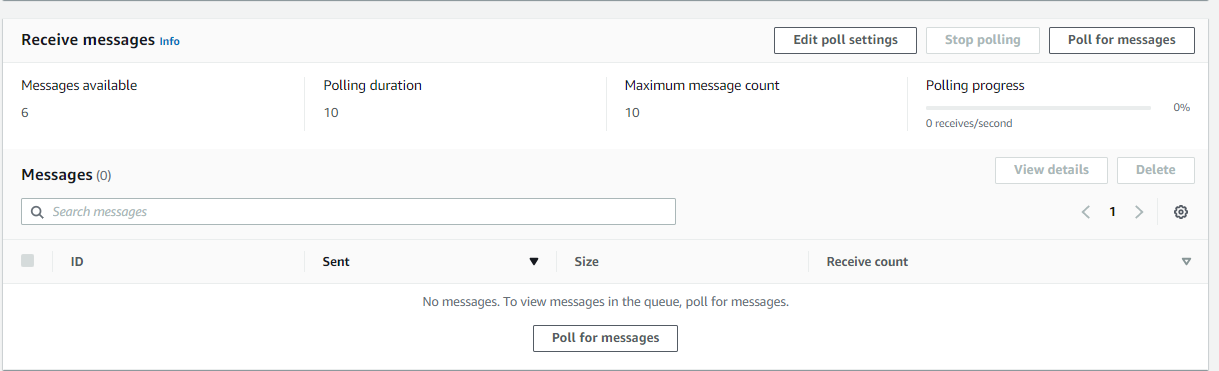 Receive messages Info Edit poll settings Stop polling Poll for messages
Messages available Polling duration Maximum message count Polling progress
6 10 10 0%
0 receives/second
Messages (0) View details Delete
Search messages 1
ID Sent Size Receive count
No messages. To view messages in the queue, poll for messages.
Poll for messages